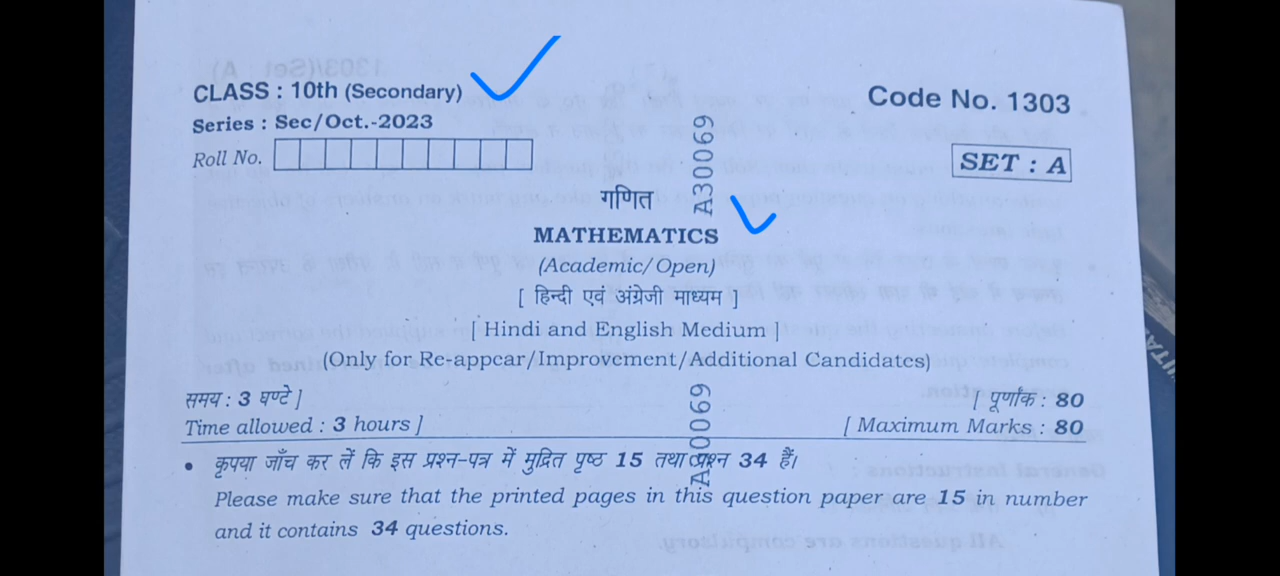 CLASS : 10th (Secondary)
Code No. 1303
Series : Sec/Oct.-2023
Roll No.
SET : A
A30069
गणित
MATHEMATICS
(Academic/Open)
[ हिन्दी एवं अंग्रेजी माध्यम ]
[ Hindi and English Medium ]
(Only for Re-appear/Improvement/Additional Candidates)
A30069
समय : 3 घण्टे ]
[ पूर्णांक : 80
Time allowed : 3 hours ]
[ Maximum Marks : 80
• कृपया जाँच कर लें कि इस प्रश्न-पत्र में मुद्रित पृष्ठ 15 तथा प्रश्न 34 हैं।
Please make sure that the printed pages in this question paper are 15 in number
and it contains 34 questions.